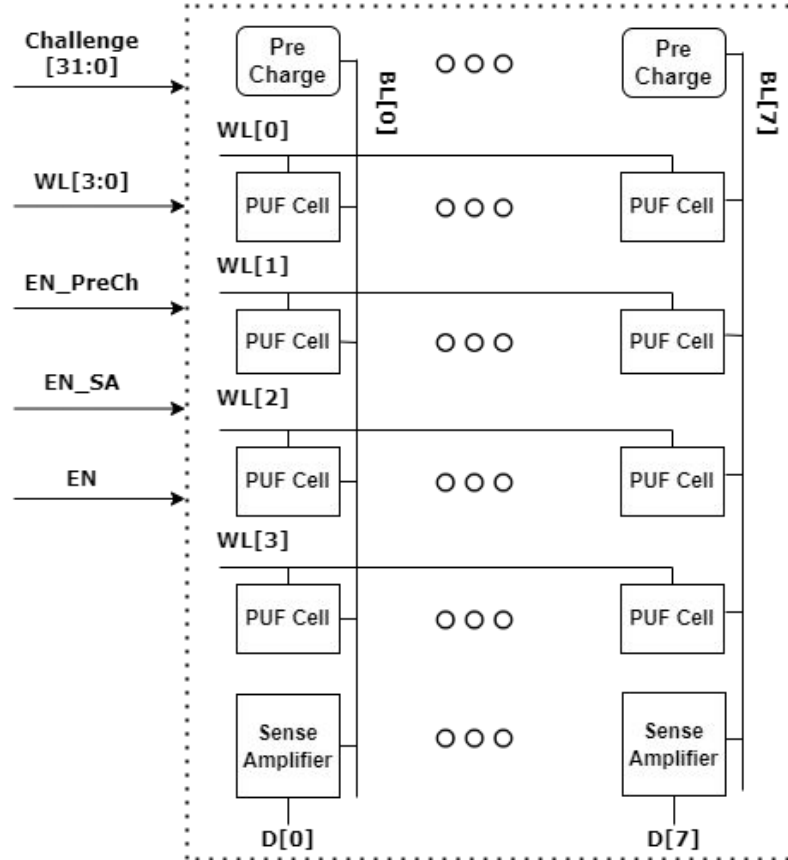 Challenge
[31:0]
WL[3:0]
EN_PreCh
EN_SA
EN
Pre
Charge
BL[0]
Pre
Charge
BL[7]
WL[0]
PUF Cell
PUF Cell
WL[1]
PUF Cell
PUF Cell
WL[2]
PUF Cell
PUF Cell
WL[3]
PUF Cell
PUF Cell
Sense
Amplifier
Sense
Amplifier
D[0]
D[7]